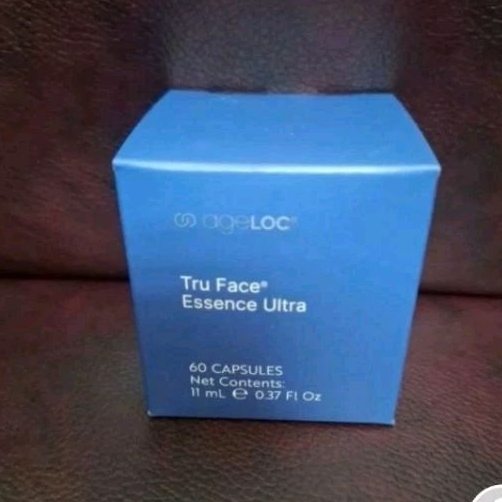 ageLOC®
Tru Face®
Essence Ultra
60 CAPSULES
Net Contents:
11 mL ℮ 0.37 Fl Oz